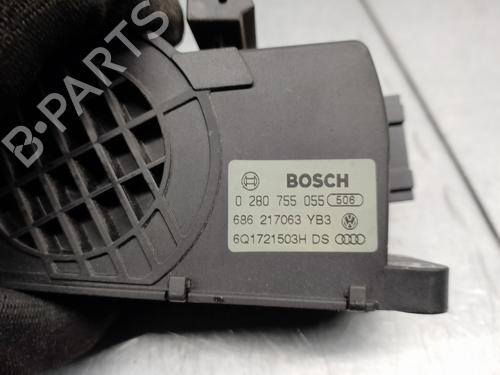 B-PARTS
BOSCH
0 280 755 055 506
686 217063 YB3
6Q1721503H DS